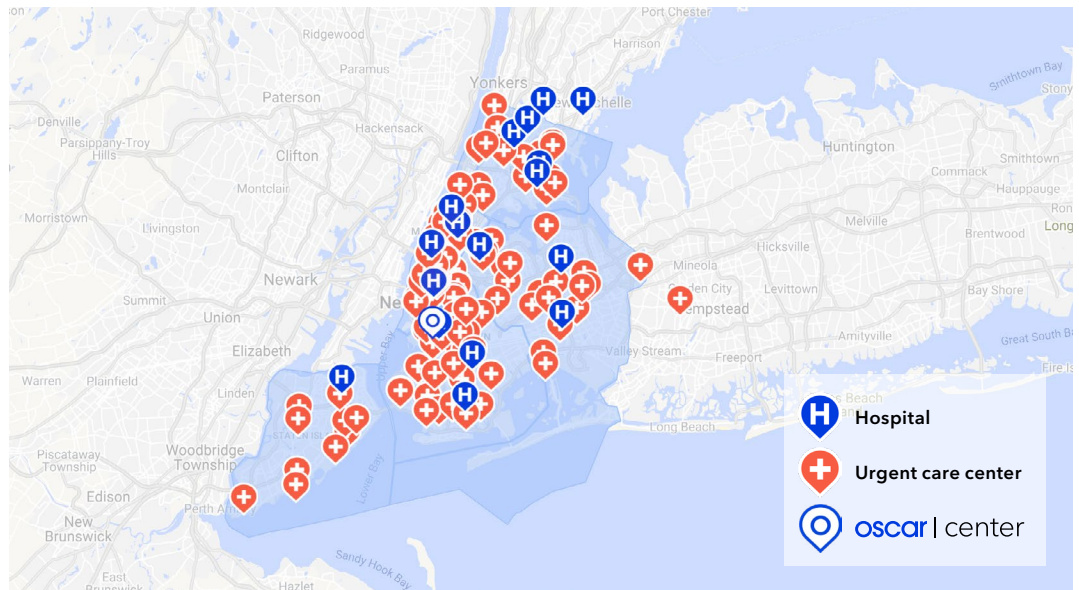 Port Chester
Ridgewood
Harrison
Paramus
Yonkers
Smithtown Bay
Paterson
Denville
Hackensack
Parsippany-Troy
Hills
Clifton
Huntington
Smithtown
Commack
Montclair
Hauppauge
Morristown
Livingston
Melville
Brentwood
Hicksville
Mineola
Newark
Levittown
Bay Shore
Summit
Union
Amityville
Great South
Elizabeth
Valley Stream
Freeport
Warren
Plainfield
Linden
Long Beach
Woodbridge
Township
Piscataway
Township
Lower Bay
Edison
New
Brunswick
Sandy Hook Bay
East
Brunswick
Hazlet
H Hospital
Urgent care center
oscar | center